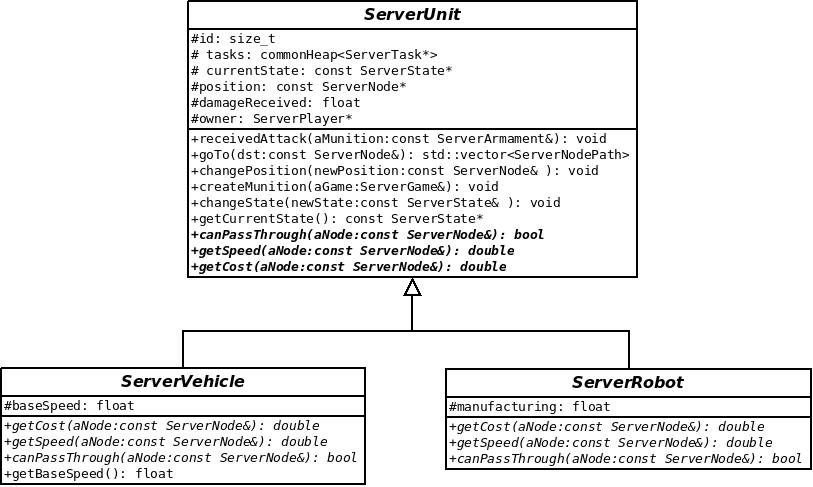 ServerUnit
#id: size_t
# tasks: commonHeap<ServerTask*>
# currentState: const ServerState*
#position: const ServerNode*
#damageReceived: float
#owner: ServerPlayer*
+receivedAttack(aMunition:const ServerArmament&): void
+goTo(dst:const ServerNode&): std::vector<ServerNodePath>
+changePosition(newPosition:const ServerNode& ): void
+createMunition(aGame:ServerGame&): void
+changeState(newState:const ServerState& ): void
+getCurrentState(): const ServerState*
+canPassThrough(aNode:const ServerNode&): bool
+getSpeed(aNode:const ServerNode&): double
+getCost(aNode:const ServerNode&): double
ServerVehicle
#baseSpeed: float
+getCost(aNode:const ServerNode&): double
+getSpeed(aNode:const ServerNode&): double
+canPassThrough(aNode:const ServerNode&): bool
+getBaseSpeed(): float
ServerRobot
#manufacturing: float
+getCost(aNode:const ServerNode&): double
+getSpeed(aNode:const ServerNode&): double
+canPassThrough(aNode:const ServerNode&): bool